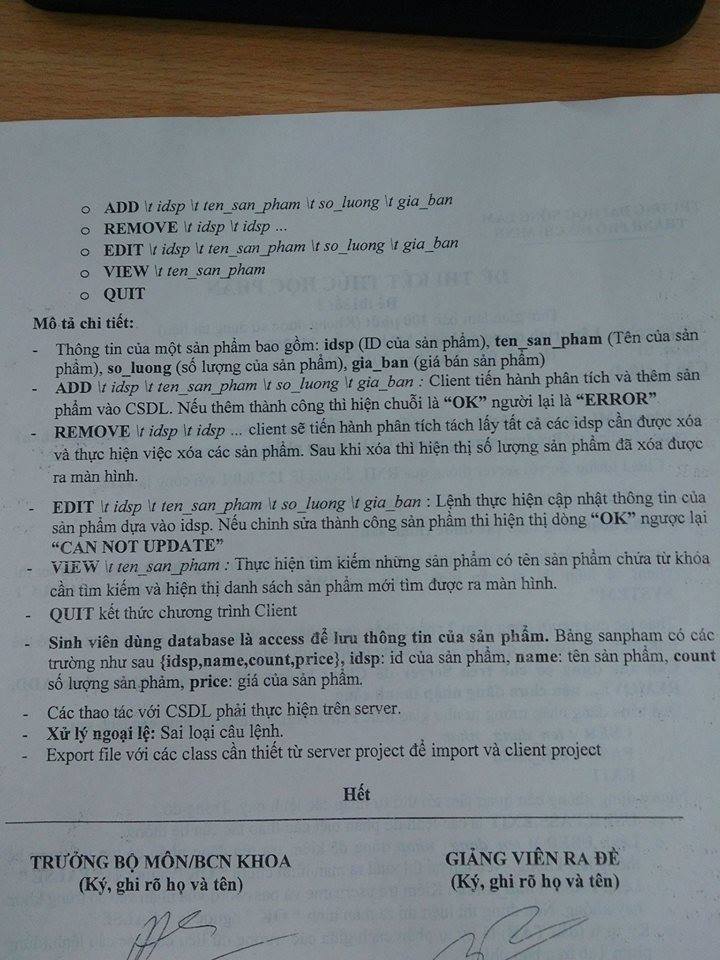 o ADD \t idsp \t ten_san_pham \t so_luong \t gia_ban
o REMOVE \t idsp \t idsp ...
o EDIT \t idsp \t ten_san_pham \t so_luong \t gia_ban
o VIEW \t ten_san_pham
o QUIT
Mô tả chi tiết:
- Thông tin của một sản phẩm bao gồm: idsp (ID của sản phẩm), ten_san_pham (Tên của sản
phẩm), so_luong (số lượng của sản phẩm), gia_ban (giá bán sản phẩm)
- ADD \t idsp \t ten_san_pham \t so_luong \t gia_ban : Client tiến hành phân tích và thêm sản
phẩm vào CSDL. Nếu thêm thành công thì hiện chuỗi là “OK” người lại là “ERROR”
- REMOVE \t idsp \t idsp ... client sẽ tiến hành phân tích tách lấy tất cả các idsp cần được xóa
và thực hiện việc xóa các sản phẩm. Sau khi xóa thì hiện thị số lượng sản phẩm đã xóa được
ra màn hình.
- EDIT \t idsp \t ten_san_pham \t so_luong \t gia_ban : Lệnh thực hiện cập nhật thông tin của
sản phẩm dựa vào idsp. Nếu chinh sửa thành công sản phẩm thi hiện thị dòng “OK” ngược lại
“CAN NOT UPDATE”
- VIEW \t ten_san_pham : Thực hiện tìm kiếm những sản phẩm có tên sản phẩm chứa từ khóa
cần tìm kiếm và hiện thị danh sách sản phẩm mới tìm được ra màn hình.
- QUIT kết thức chương trình Client
- Sinh viên dùng database là access để lưu thông tin của sản phẩm. Bảng sanpham có các
trường như sau {idsp,name,count,price}, idsp: id của sản phẩm, name: tên sản phẩm, count
số lượng sản phảm, price: giá của sản phẩm.
- Các thao tác với CSDL phải thực hiện trên server.
- Xử lý ngoại lệ: Sai loại câu lệnh.
- Export file với các class cần thiết từ server project để import và client project
Hết
TRƯỞNG BỘ MÔN/BCN KHOA GIẢNG VIÊN RA ĐỀ
(Ký, ghi rõ họ và tên) (Ký, ghi rõ họ và tên)